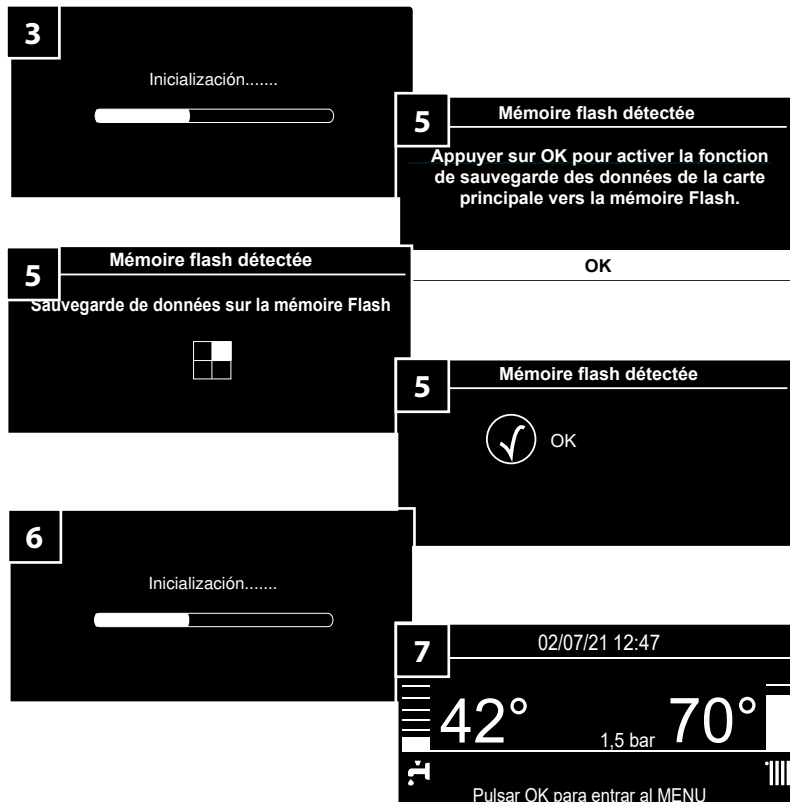 3
Inicialización.......
5
Mémoire flash détectée
Appuyer sur OK pour activer la fonction
de sauvegarde des données de la carte
principale vers la mémoire Flash.
OK
5
Mémoire flash détectée
Sauvegarde de données sur la mémoire Flash
5
Mémoire flash détectée
OK
6
Inicialización.......
7
02/07/21 12:47
42°
1,5 bar
70°
Pulsar OK para entrar al MENU